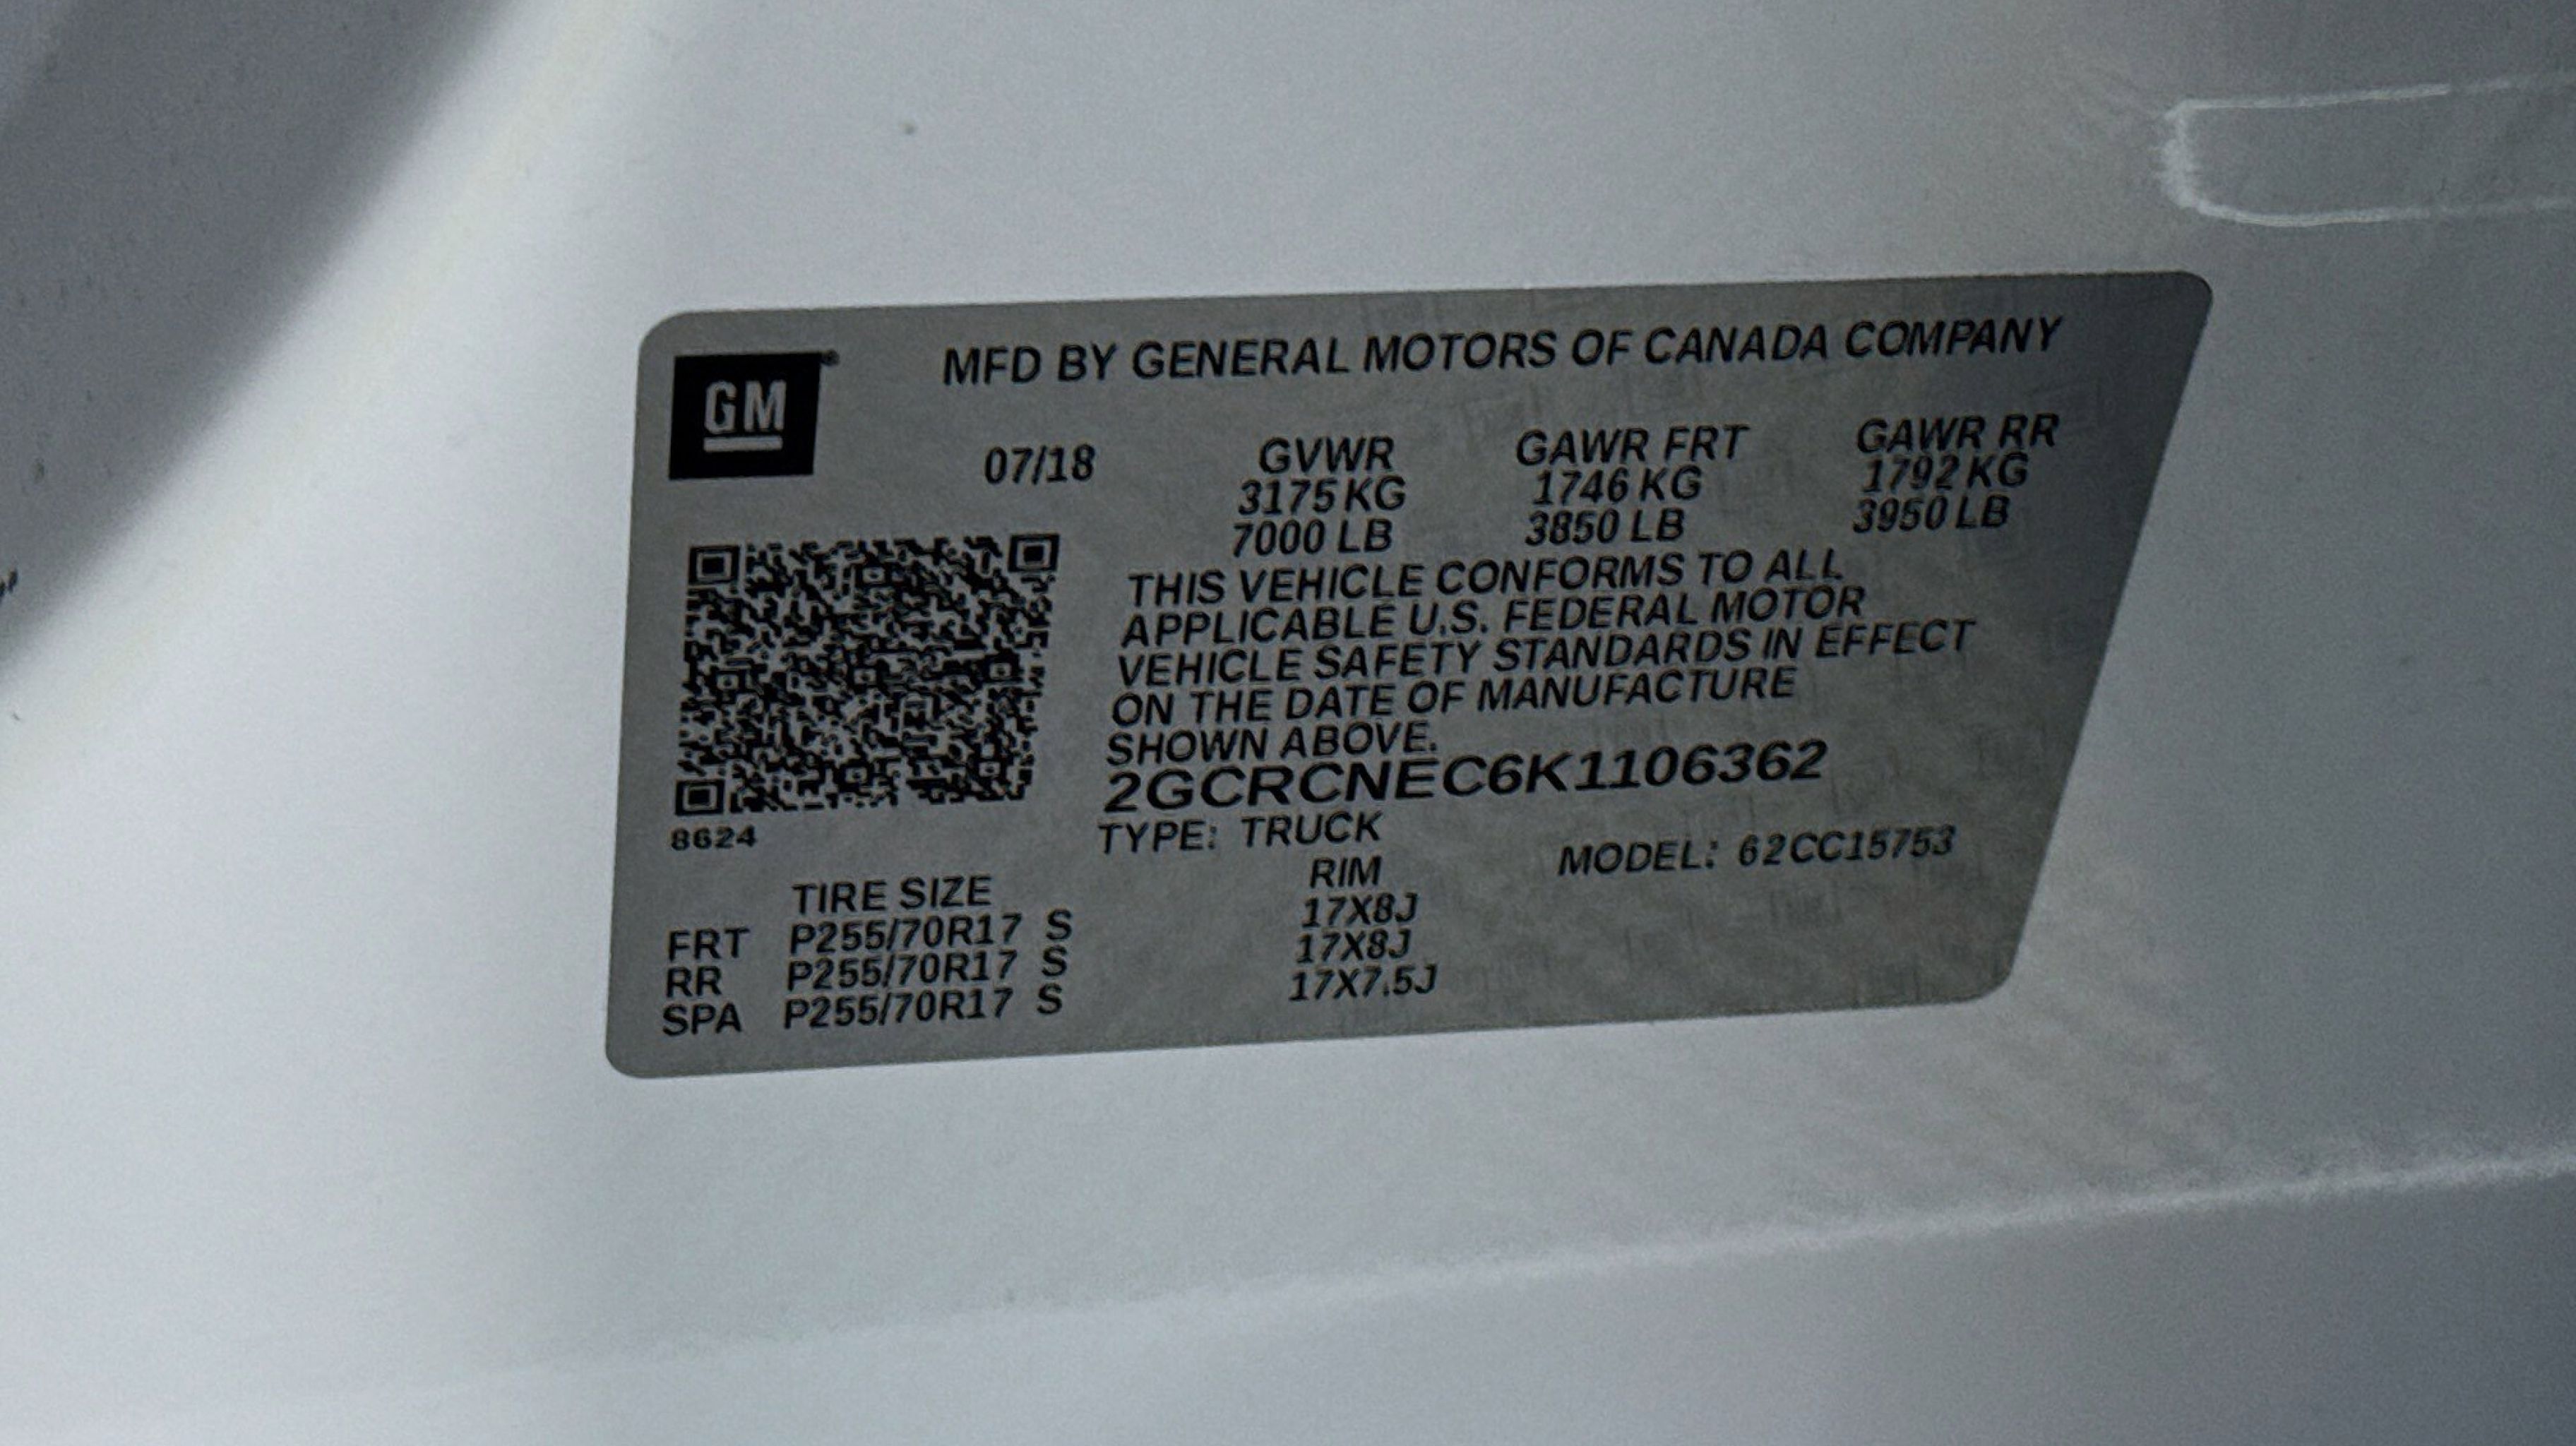 GM
MFD BY GENERAL MOTORS OF CANADA COMPANY
07/18 GVWR GAWR FRT GAWR RR
3175 KG 1746 KG 1792 KG
7000 LB 3850 LB 3950 LB
THIS VEHICLE CONFORMS TO ALL
APPLICABLE U.S. FEDERAL MOTOR
VEHICLE SAFETY STANDARDS IN EFFECT
ON THE DATE OF MANUFACTURE
SHOWN ABOVE.
2GCRCNEC6K1106362
8624
TYPE: TRUCK MODEL: 62CC15753
TIRE SIZE RIM
FRT P255/70R17 S 17X8J
RR P255/70R17 S 17X8J
SPA P255/70R17 S 17X7.5J